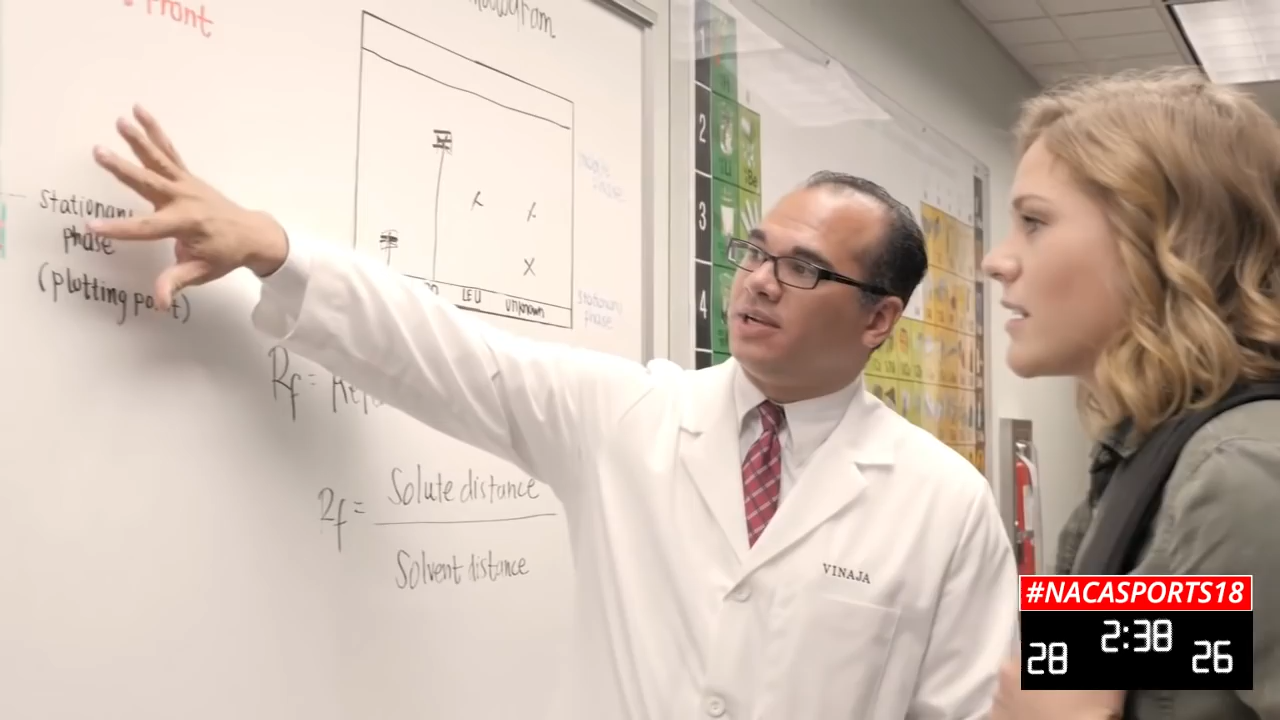 Front
stationary
phase
(plotting point)
LEU
unknown
stationary
phase
Rf =
Rf = Solute distance
Solvent distance
1
2
3
4
Be
VINAJA
#NACASPORTS18
2:38
28
26